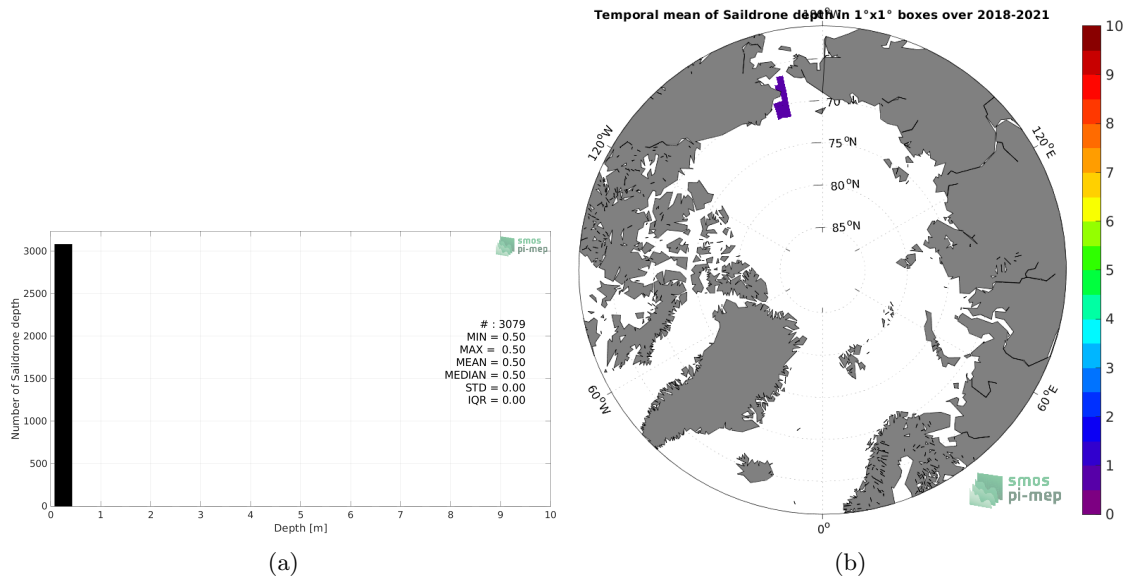 3000
2500
2000
1500
1000
500
0
Number of Saildrone depth
smos
pi-mep
# : 3079
MIN = 0.50
MAX = 0.50
MEAN = 0.50
MEDIAN = 0.50
STD = 0.00
IQR = 0.00
0 1 2 3 4 5 6 7 8 9 10
Depth [m]
(a)
Temporal mean of Saildrone depth in 1°x1° boxes over 2018-2021
180°W
120°W
120°E
70
75°N
80°N
85°N
60°W
60°E
0°
smos
pi-mep
10
9
8
7
6
5
4
3
2
1
0
(b)